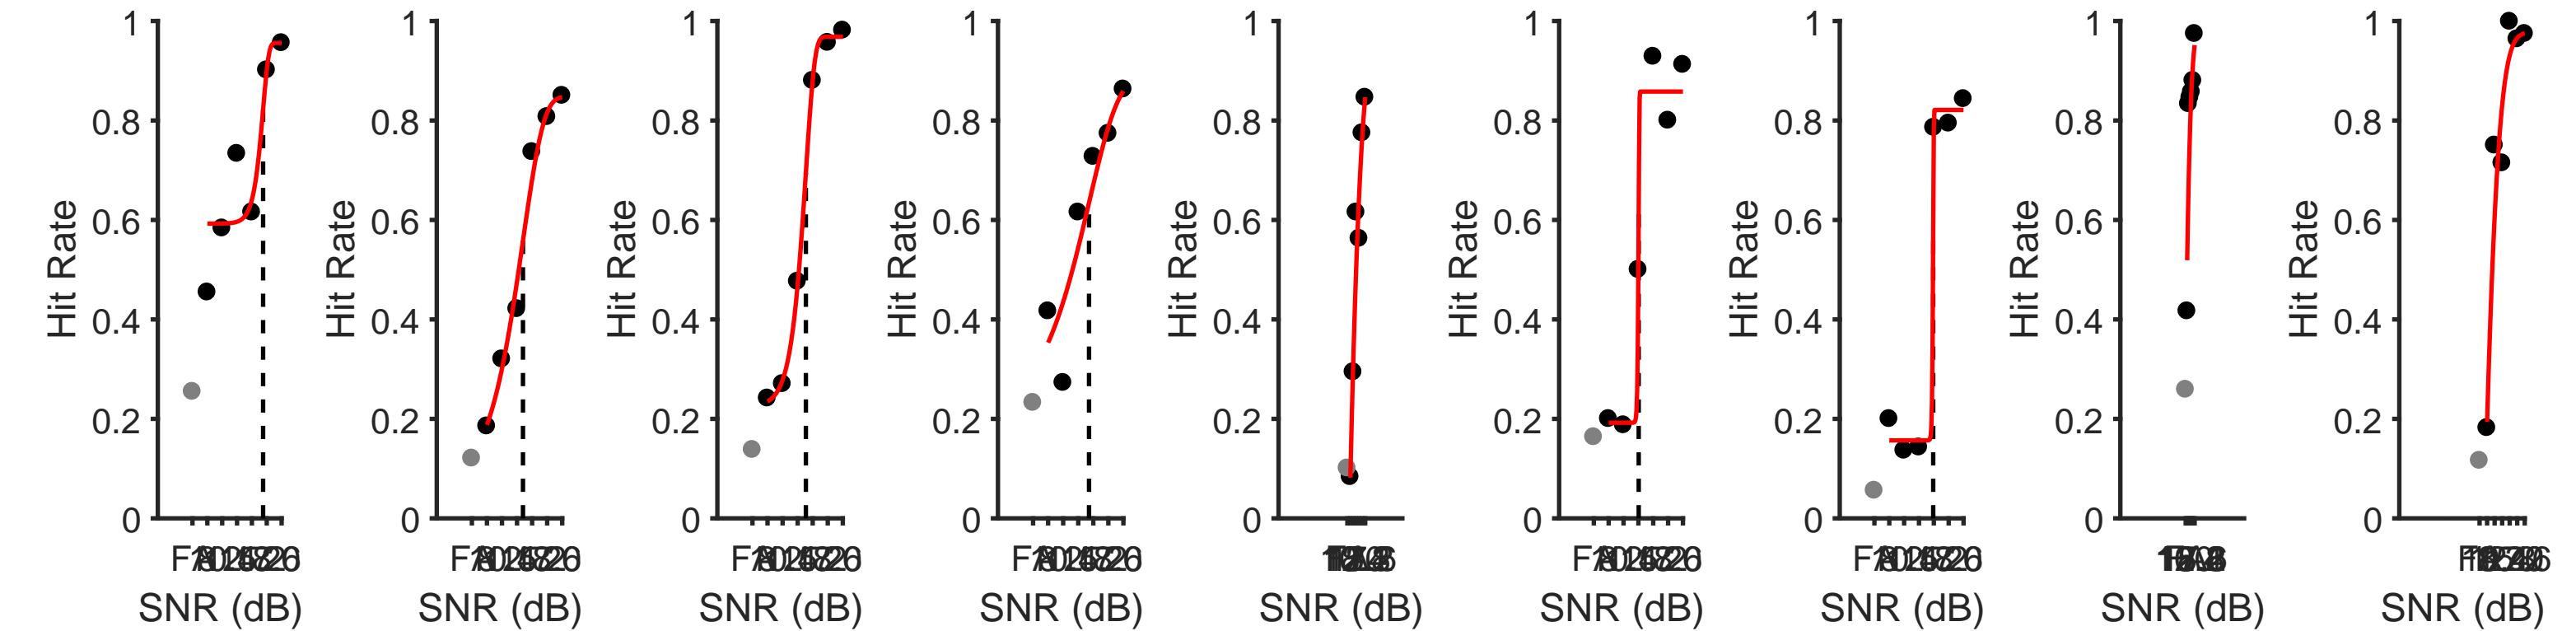 1 1 1 1 1 1 1 1 1
0.8 0.8 0.8 0.8 0.8 0.8 0.8 0.8 0.8
0.6 0.6 0.6 0.6 0.6 0.6 0.6 0.6 0.6
Hit Rate Hit Rate Hit Rate Hit Rate Hit Rate Hit Rate Hit Rate Hit Rate Hit Rate
0.4 0.4 0.4 0.4 0.4 0.4 0.4 0.4 0.4
0.2 0.2 0.2 0.2 0.2 0.2 0.2 0.2 0.2
0 0 0 0 0 0 0 0 0
SNR (dB) SNR (dB) SNR (dB) SNR (dB) SNR (dB) SNR (dB) SNR (dB) SNR (dB) SNR (dB)